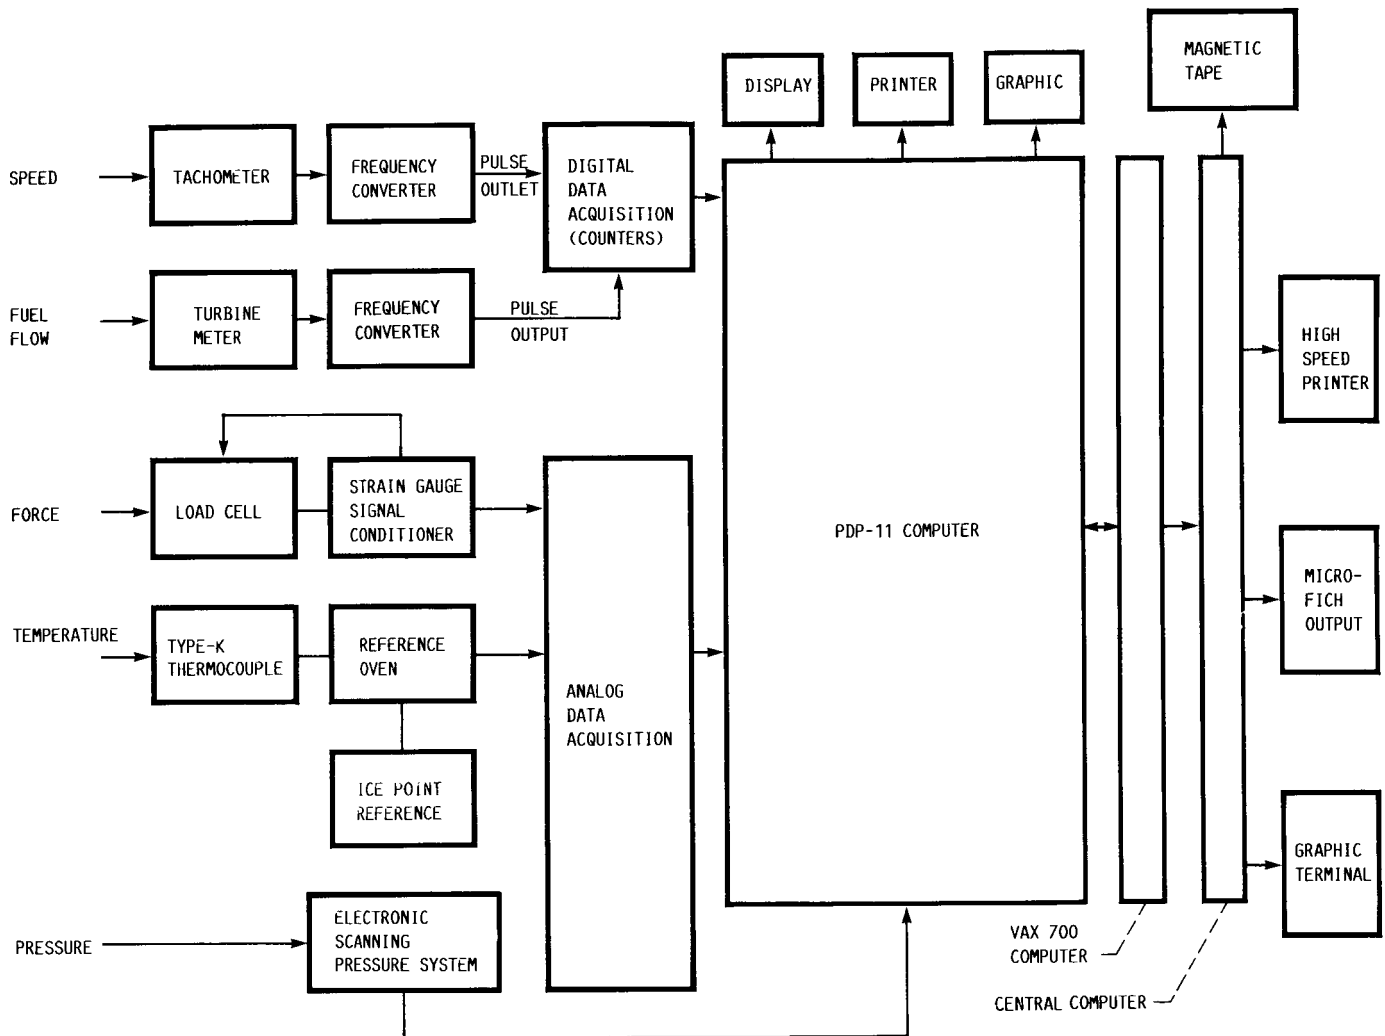 MAGNETIC
TAPE
DISPLAY
PRINTER
GRAPHIC
SPEED
TACHOMETER
FREQUENCY
CONVERTER
PULSE
OUTLET
DIGITAL
DATA
ACQUISITION
(COUNTERS)
FUEL
FLOW
TURBINE
METER
FREQUENCY
CONVERTER
PULSE
OUTPUT
HIGH
SPEED
PRINTER
FORCE
LOAD CELL
STRAIN GAUGE
SIGNAL
CONDITIONER
PDP-11 COMPUTER
MICRO-
FICH
OUTPUT
TEMPERATURE
TYPE-K
THERMOCOUPLE
REFERENCE
OVEN
ANALOG
DATA
ACQUISITION
ICE POINT
REFERENCE
GRAPHIC
TERMINAL
PRESSURE
ELECTRONIC
SCANNING
PRESSURE SYSTEM
VAX 700
COMPUTER
CENTRAL COMPUTER